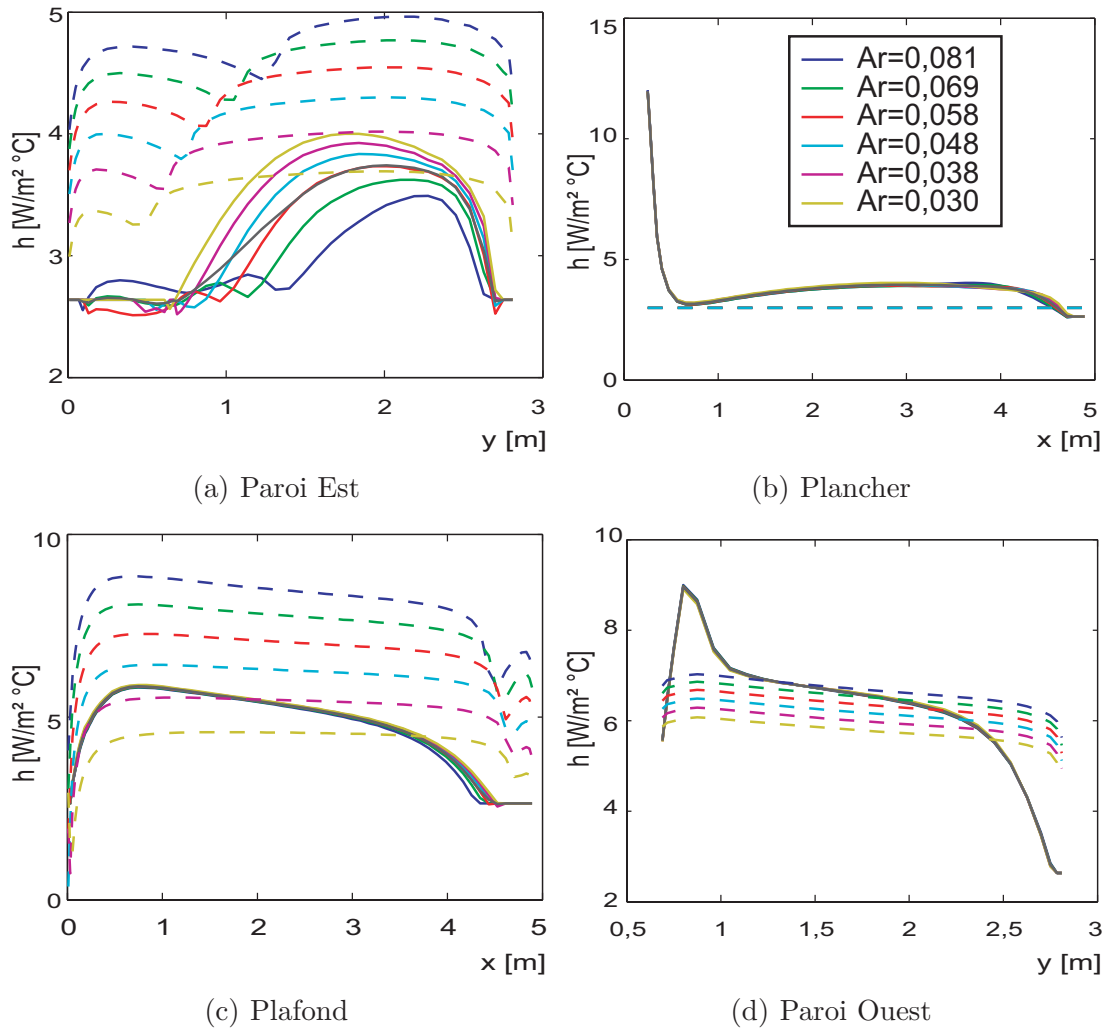 5
4
3
2
h [W/m² °C]
0
1
2
3
y [m]
(a) Paroi Est
15
10
5
0
h [W/m² °C]
Ar=0,081
Ar=0,069
Ar=0,058
Ar=0,048
Ar=0,038
Ar=0,030
0
1
2
3
4
5
x [m]
(b) Plancher
10
5
0
h [W/m² °C]
0
1
2
3
4
5
x [m]
(c) Plafond
10
8
6
4
2
h [W/m² °C]
0,5
1
1,5
2
2,5
3
y [m]
(d) Paroi Ouest